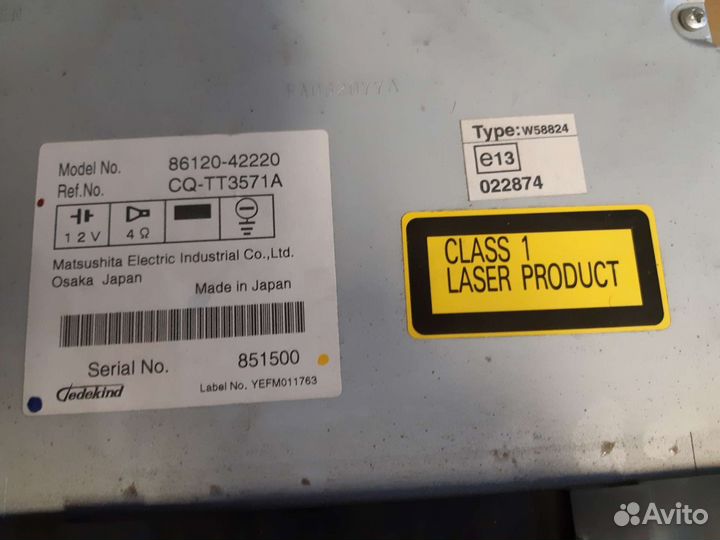 Model No. 86120-42220
Ref.No. CQ-TT3571A
12V 4Ω
Matsushita Electric Industrial Co.,Ltd.
Osaka Japan
Made in Japan
Serial No. 851500
Tedekind
Label No. YEFM011763
Type: W58824
e13
022874
CLASS 1
LASER PRODUCT
Avito